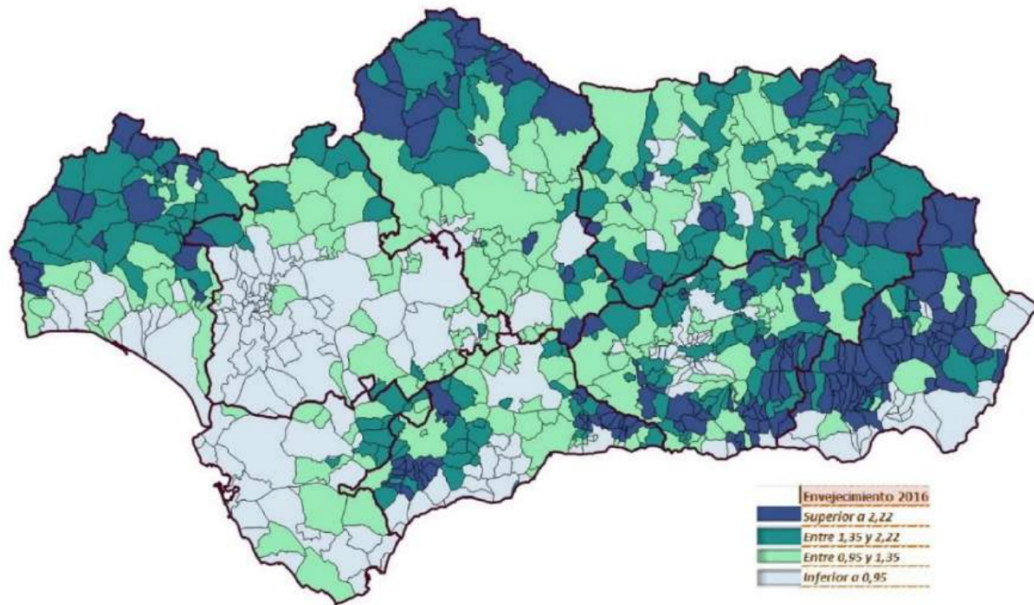 Envejecimiento 2016
Superior a 2,22
Entre 1,35 y 2,22
Entre 0,95 y 1,35
Inferior a 0,95